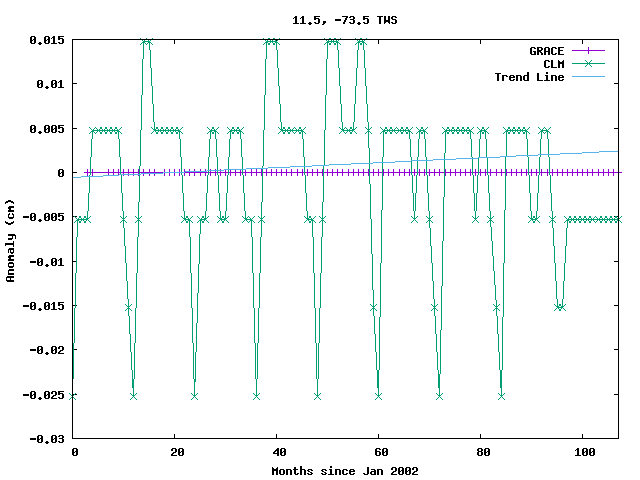 11.5, -73.5 TWS
GRACE
CLM
Trend Line
0.015
0.01
0.005
0
-0.005
-0.01
-0.015
-0.02
-0.025
-0.03
Anomaly (cm)
0 20 40 60 80 100
Months since Jan 2002